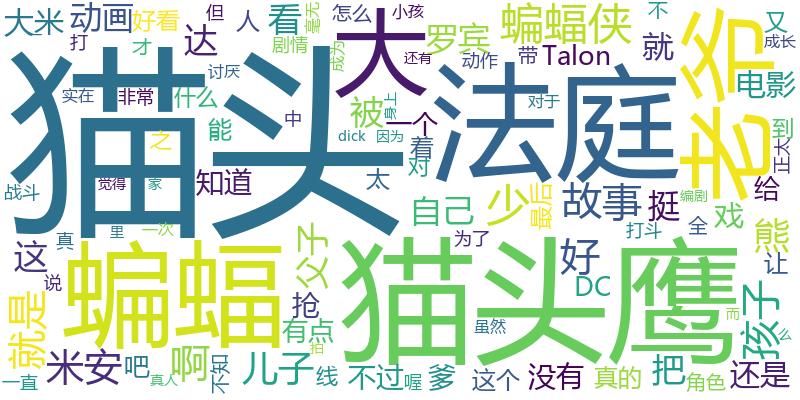 大米 动画 好看 打 才 达 但 人 看 剧情 毫无 怎么 成为 小孩 还有 蝙蝠侠 罗宾 动作 带 Talon 不 就 又 成长 电影 老爷
猫头 大 法庭
实在 讨厌 非常 什么 能 中 被 一个 身上 着 对于 到 正太
之 dick 因为 对 太
战斗 觉得 家 知道 自己 少 最后 故事 挺 编剧 给
真 里 一次 父子 为了 好 打斗 戏 全 熊
这 说 蝙蝠 抢 猫头鹰 DC 让
就是 有点 虽然 孩子 而 么
一直 米安 吧 真人 啊 不知 儿子 拍 线 不过 喔 爹 这个 没有 真的 把 角色 还是